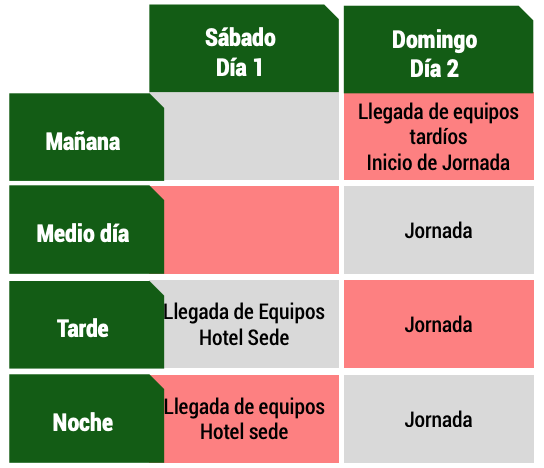 Sábado
Día 1
Domingo
Día 2
Mañana
Llegada de equipos
tardíos
Inicio de Jornada
Medio día
Jornada
Tarde
Llegada de Equipos
Hotel Sede
Jornada
Noche
Llegada de equipos
Hotel sede
Jornada